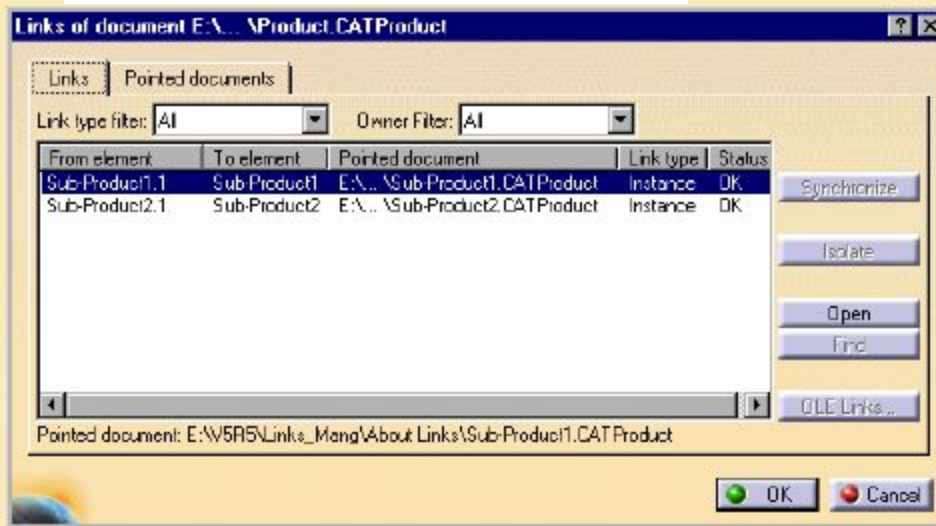 Links of document E:\... \Product.CATProduct
Links Pointed documents
Link type filter: All Owner Filter: All
From element To element Pointed document Link type Status
Sub-Product1.1 Sub-Product1 E:\... \Sub-Product1.CATProduct Instance OK
Sub-Product2.1 Sub-Product2 E:\... \Sub-Product2.CATProduct Instance OK
Synchronize
Isolate
Open
Find
OLE Links...
Pointed document: E:\V5R5\Links_Mang\About Links\Sub-Product1.CATProduct
OK Cancel